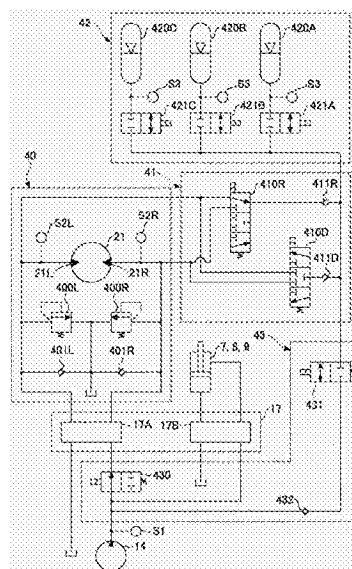 42
420C 420B 420A
S3 S3 S3
421C 421B 421A
40
41
410R
411R
S2L 21 S2R
21L 21R
410D
411D
400L 400R
7, 8, 9
43
401L 401R
431
17A 17B 17
430
432
S1
14